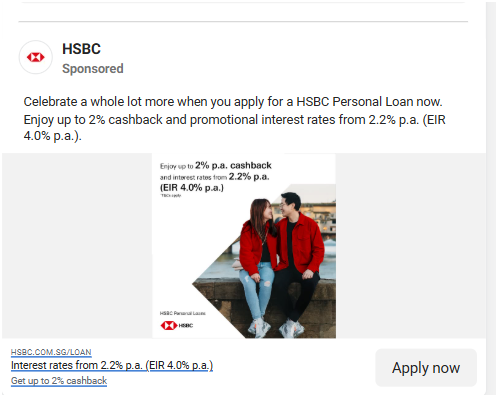 HSBC
Sponsored
Celebrate a whole lot more when you apply for a HSBC Personal Loan now.
Enjoy up to 2% cashback and promotional interest rates from 2.2% p.a. (EIR
4.0% p.a.).
Enjoy up to 2% p.a. cashback
and interest rates from 2.2% p.a.
(EIR 4.0% p.a.)
*T&Cs apply
HSBC Personal Loans
HSBC
HSBC.COM.SG/LOAN
Interest rates from 2.2% p.a. (EIR 4.0% p.a.)
Get up to 2% cashback
Apply now